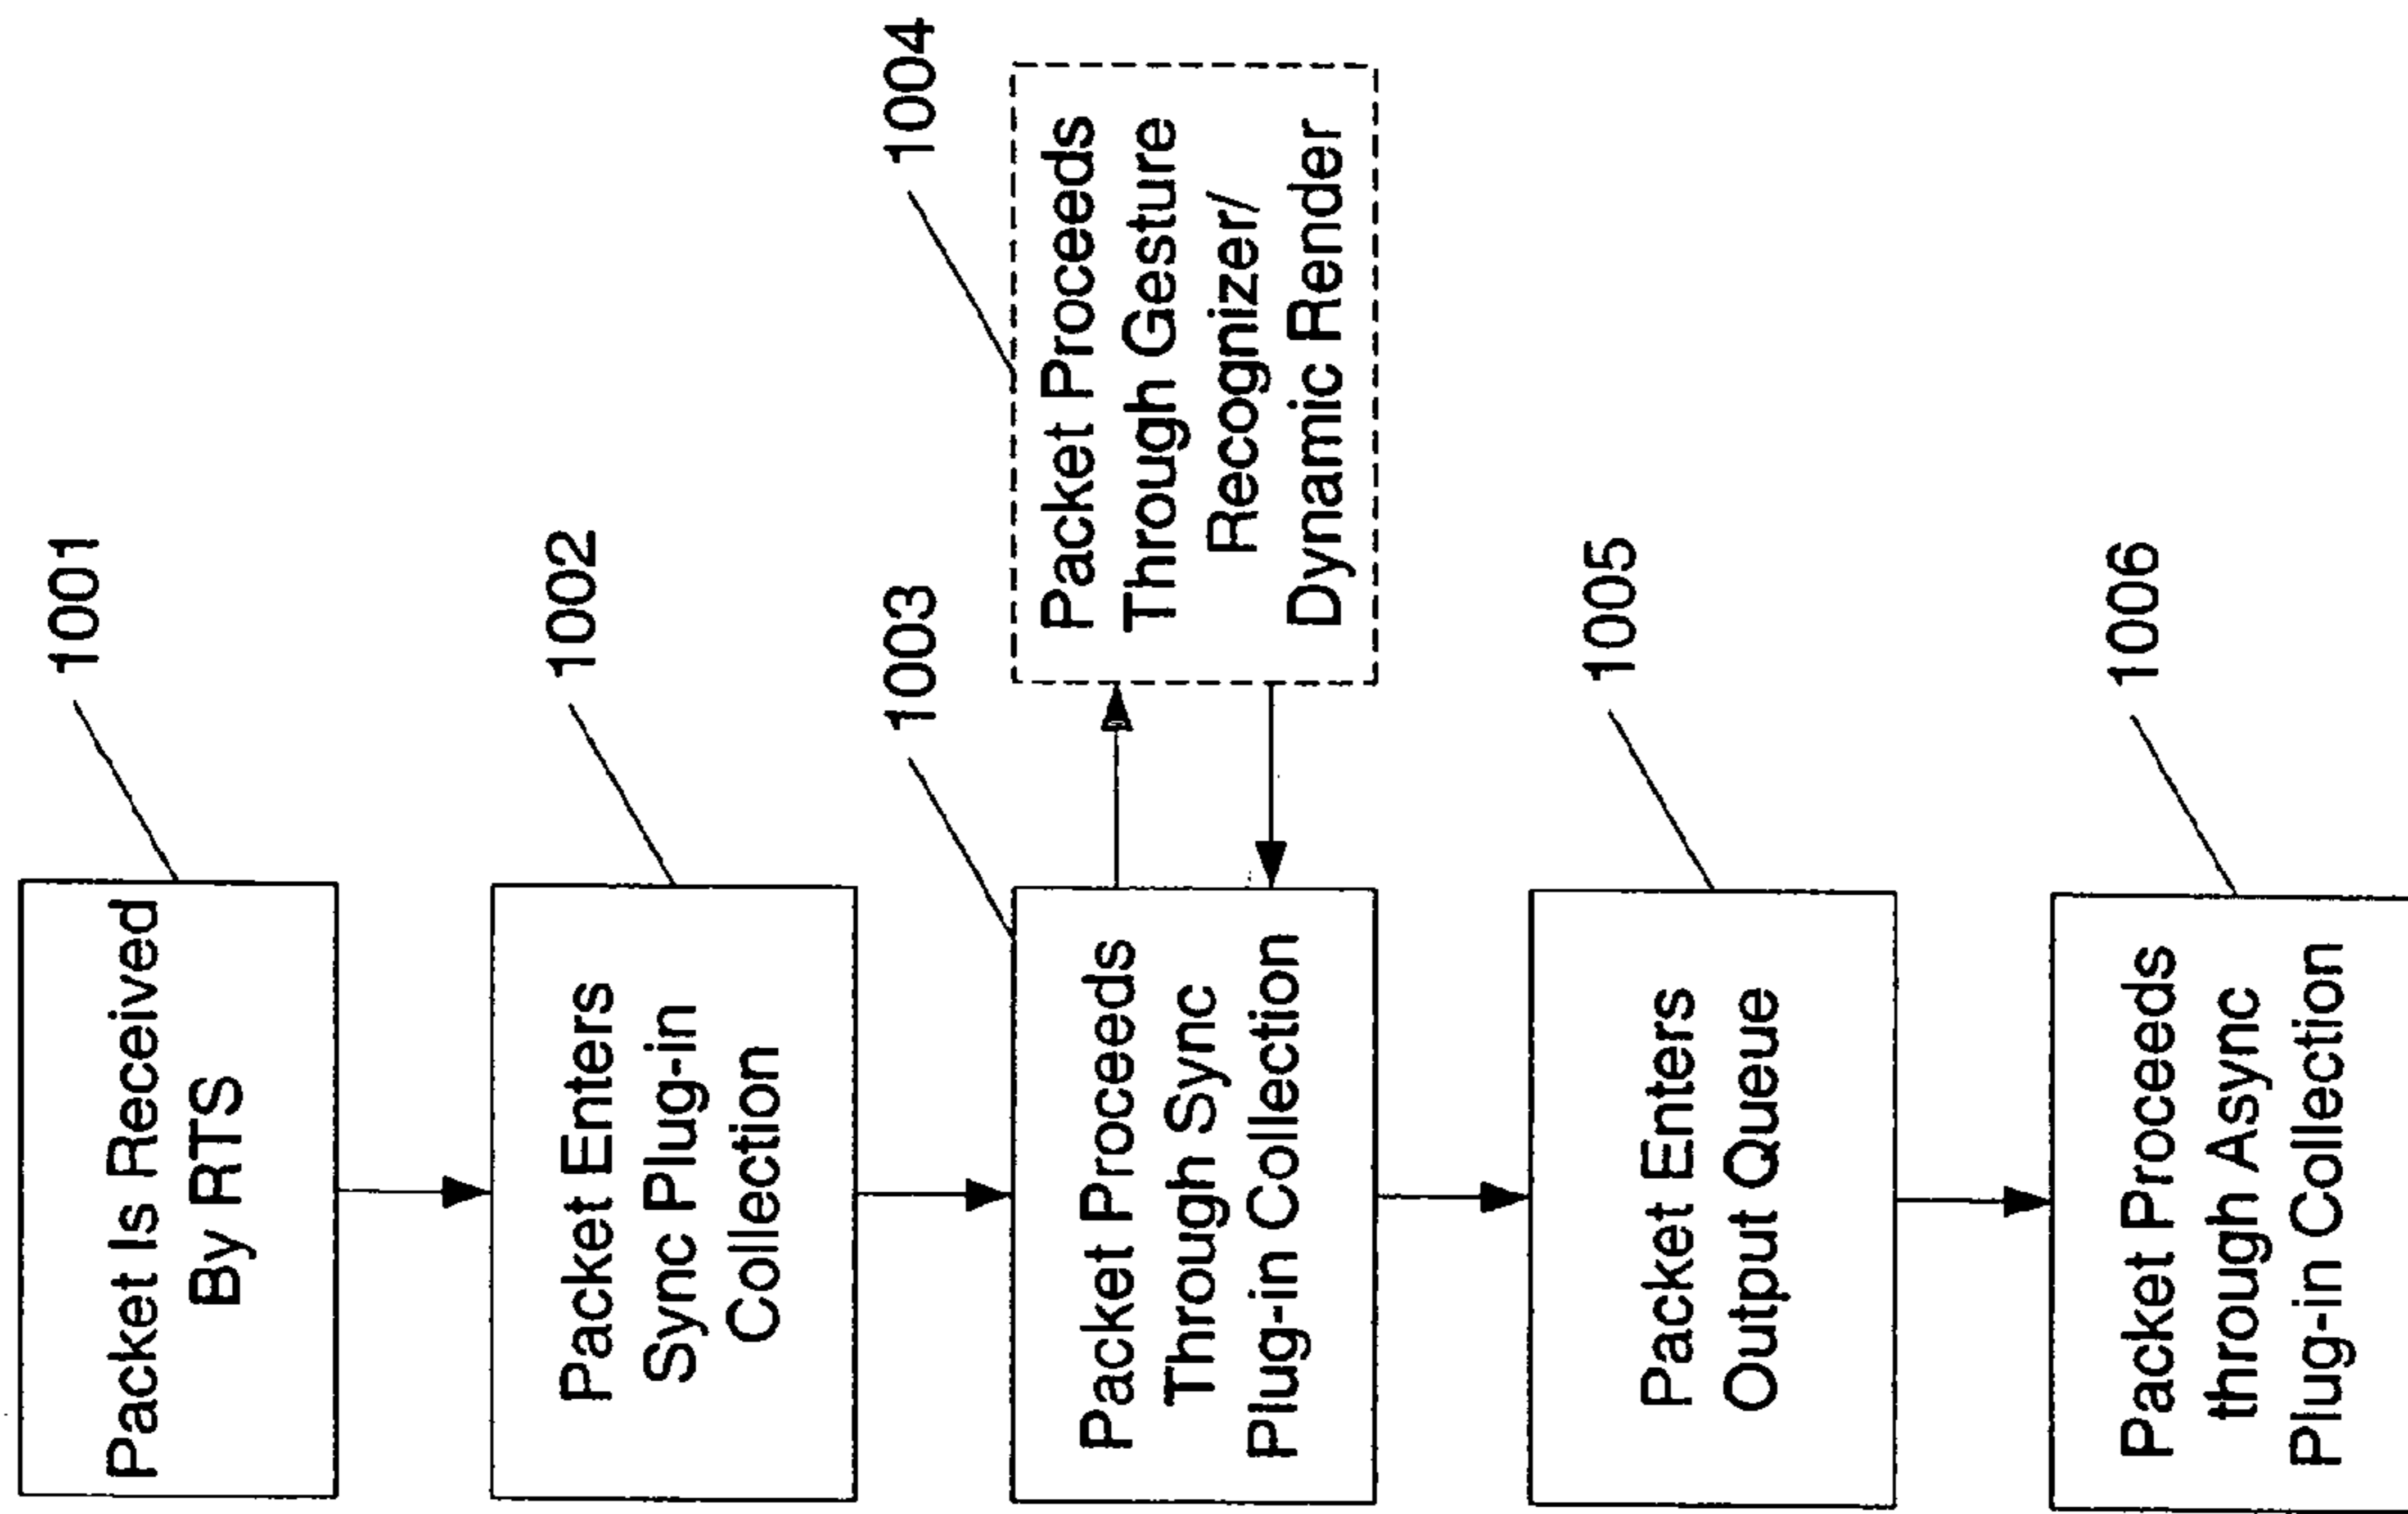 1001
Packet Is Received
By RTS
1002
Packet Enters
Sync Plug-in
Collection
1003
Packet Proceeds
Through Sync
Plug-in Collection
1004
Packet Proceeds
Through Gesture
Recognizer/
Dynamic Render
1005
Packet Enters
Output Queue
1006
Packet Proceeds
through Async
Plug-in Collection